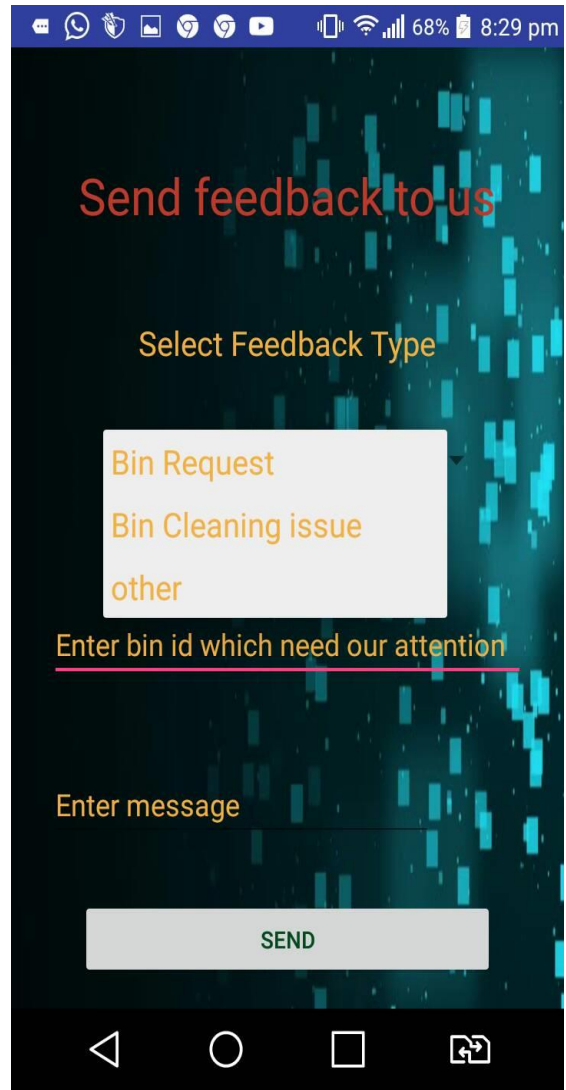 68% 8:29 pm
Send feedback to us
Select Feedback Type
Bin Request
Bin Cleaning issue
other
Enter bin id which need our attention
Enter message
SEND